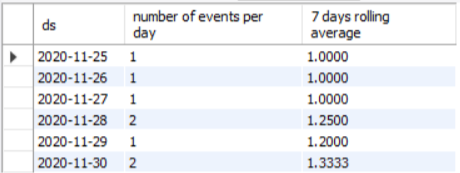 ds number of events per day 7 days rolling average
2020-11-25 1 1.0000
2020-11-26 1 1.0000
2020-11-27 1 1.0000
2020-11-28 2 1.2500
2020-11-29 1 1.2000
2020-11-30 2 1.3333